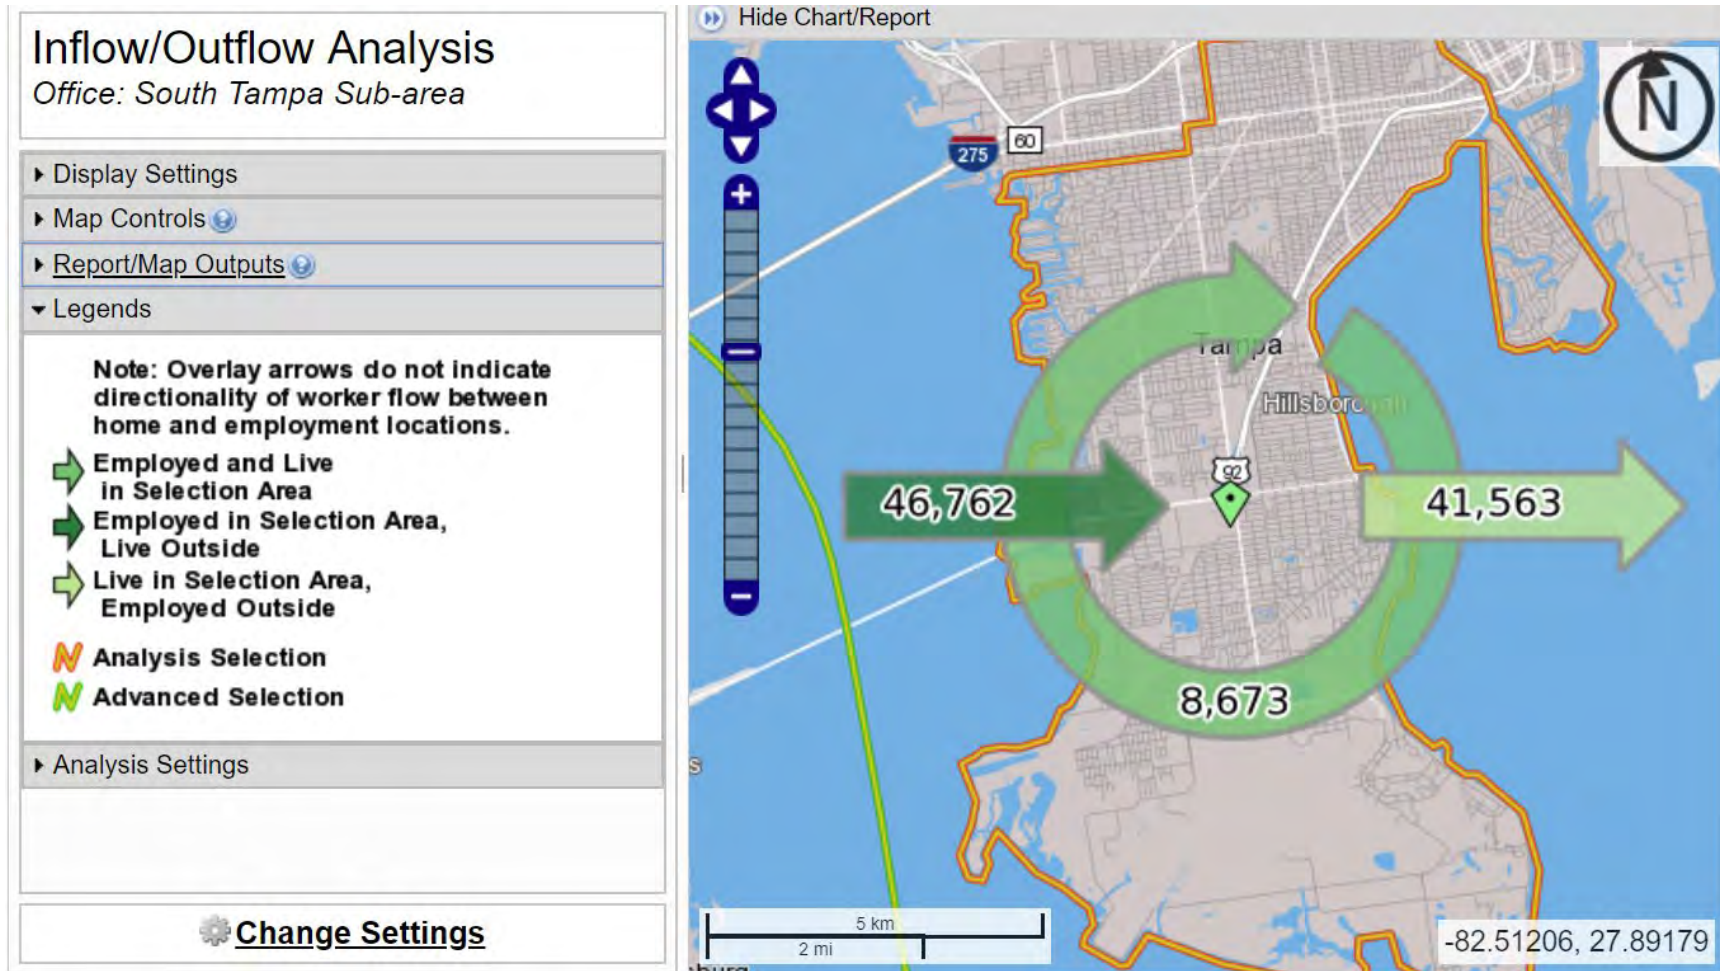 Inflow/Outflow Analysis
Office: South Tampa Sub-area
Display Settings
Map Controls
Report/Map Outputs
Legends
Note: Overlay arrows do not indicate
directionality of worker flow between
home and employment locations.
Employed and Live
in Selection Area
Employed in Selection Area,
Live Outside
Live in Selection Area,
Employed Outside
Analysis Selection
Advanced Selection
Analysis Settings
Change Settings
Hide Chart/Report
N
60
275
Tampa
Hillsborough
92
46,762
41,563
8,673
s
5 km
2 mi
-82.51206, 27.89179